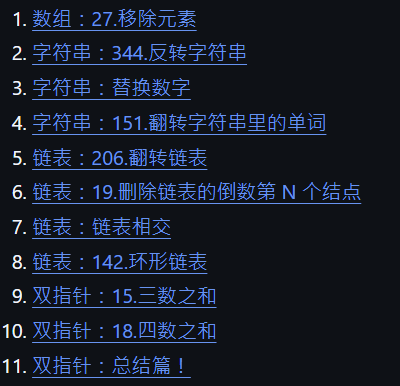 1. 数组：27.移除元素
2. 字符串：344.反转字符串
3. 字符串：替换数字
4. 字符串：151.翻转字符串里的单词
5. 链表：206.翻转链表
6. 链表：19.删除链表的倒数第 N 个结点
7. 链表：链表相交
8. 链表：142.环形链表
9. 双指针：15.三数之和
10. 双指针：18.四数之和
11. 双指针：总结篇！